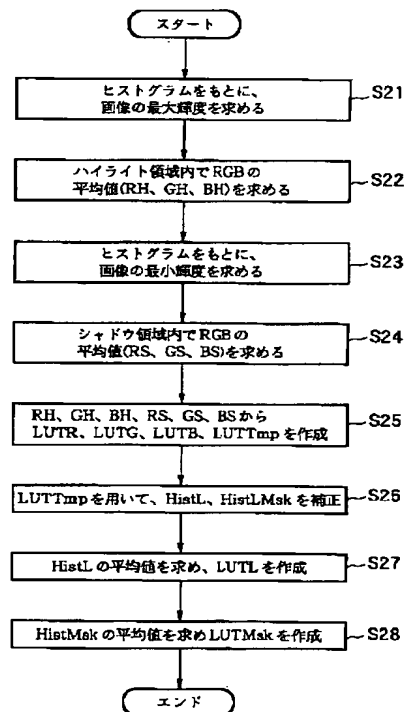 スタート
ヒストグラムをもとに、
画像の最大輝度を求める
S21
ハイライト領域内でRGBの
平均値(RH、GH、BH)を求める
S22
ヒストグラムをもとに、
画像の最小輝度を求める
S23
シャドウ領域内でRGBの
平均値(RS、GS、BS)を求める
S24
RH、GH、BH、RS、GS、BSから
LUTR、LUTG、LUTB、LUTTmpを作成
S25
LUTTmpを用いて、HistL、HistLMskを補正
S26
HistLの平均値を求め、LUTLを作成
S27
HistMskの平均値を求めLUTMskを作成
S28
エンド